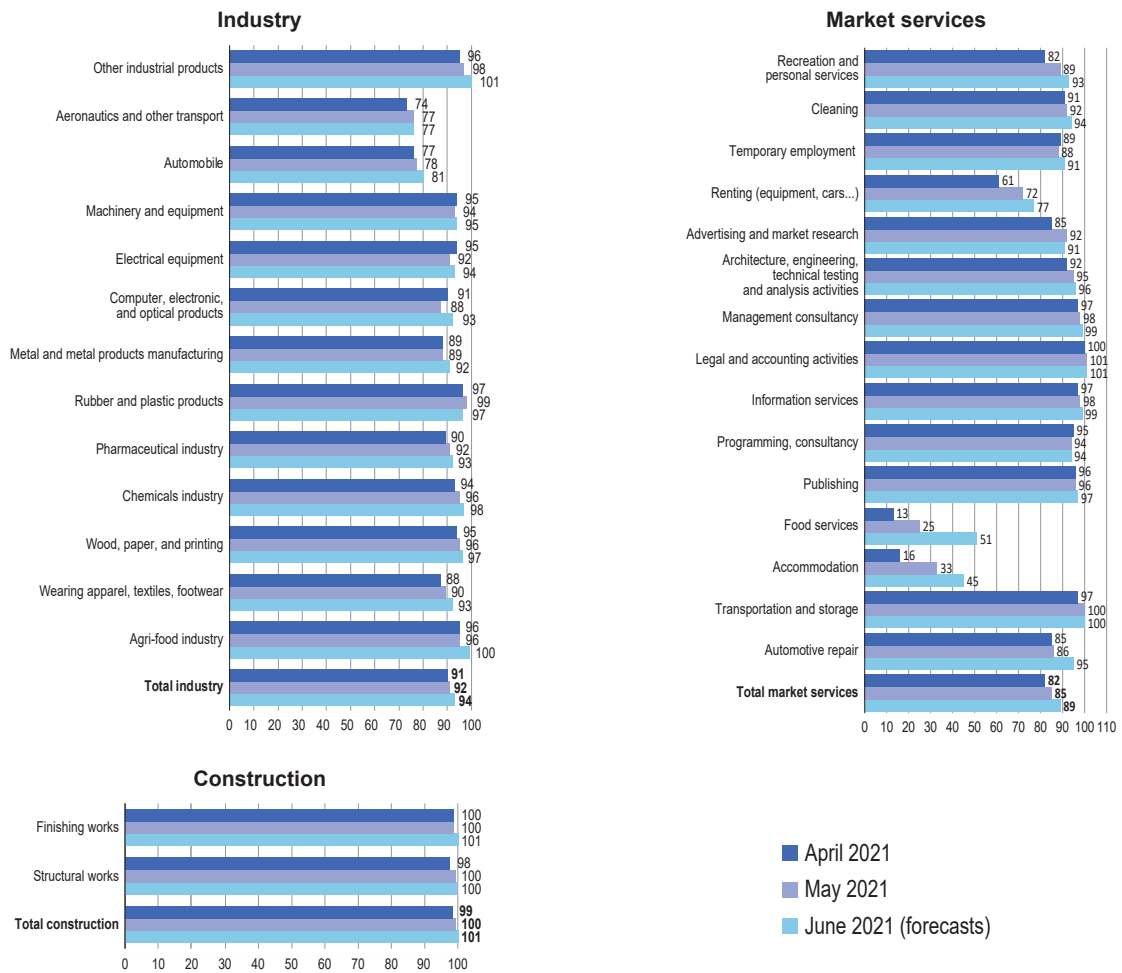 Industry
Other industrial products
96
98
101
Aeronautics and other transport
74
77
77
Automobile
77
78
81
Machinery and equipment
95
94
95
Electrical equipment
95
92
94
Computer, electronic,
and optical products
91
88
93
Metal and metal products manufacturing
89
89
92
Rubber and plastic products
97
99
97
Pharmaceutical industry
90
92
93
Chemicals industry
94
96
98
Wood, paper, and printing
95
96
97
Wearing apparel, textiles, footwear
88
90
93
Agri-food industry
96
96
100
Total industry
91
92
94
0 10 20 30 40 50 60 70 80 90 100
Market services
Recreation and
personal services
82
89
93
Cleaning
91
92
94
Temporary employment
89
88
91
Renting (equipment, cars...)
61
72
77
Advertising and market research
85
92
91
Architecture, engineering,
technical testing
and analysis activities
92
95
96
Management consultancy
97
98
99
Legal and accounting activities
100
101
101
Information services
97
98
99
Programming, consultancy
95
94
94
Publishing
96
96
97
Food services
13
25
51
Accommodation
16
33
45
Transportation and storage
97
100
100
Automotive repair
85
86
95
Total market services
82
85
89
0 10 20 30 40 50 60 70 80 90 100 110
Construction
Finishing works
100
100
101
Structural works
98
100
100
Total construction
99
100
101
0 10 20 30 40 50 60 70 80 90 100
April 2021
May 2021
June 2021 (forecasts)